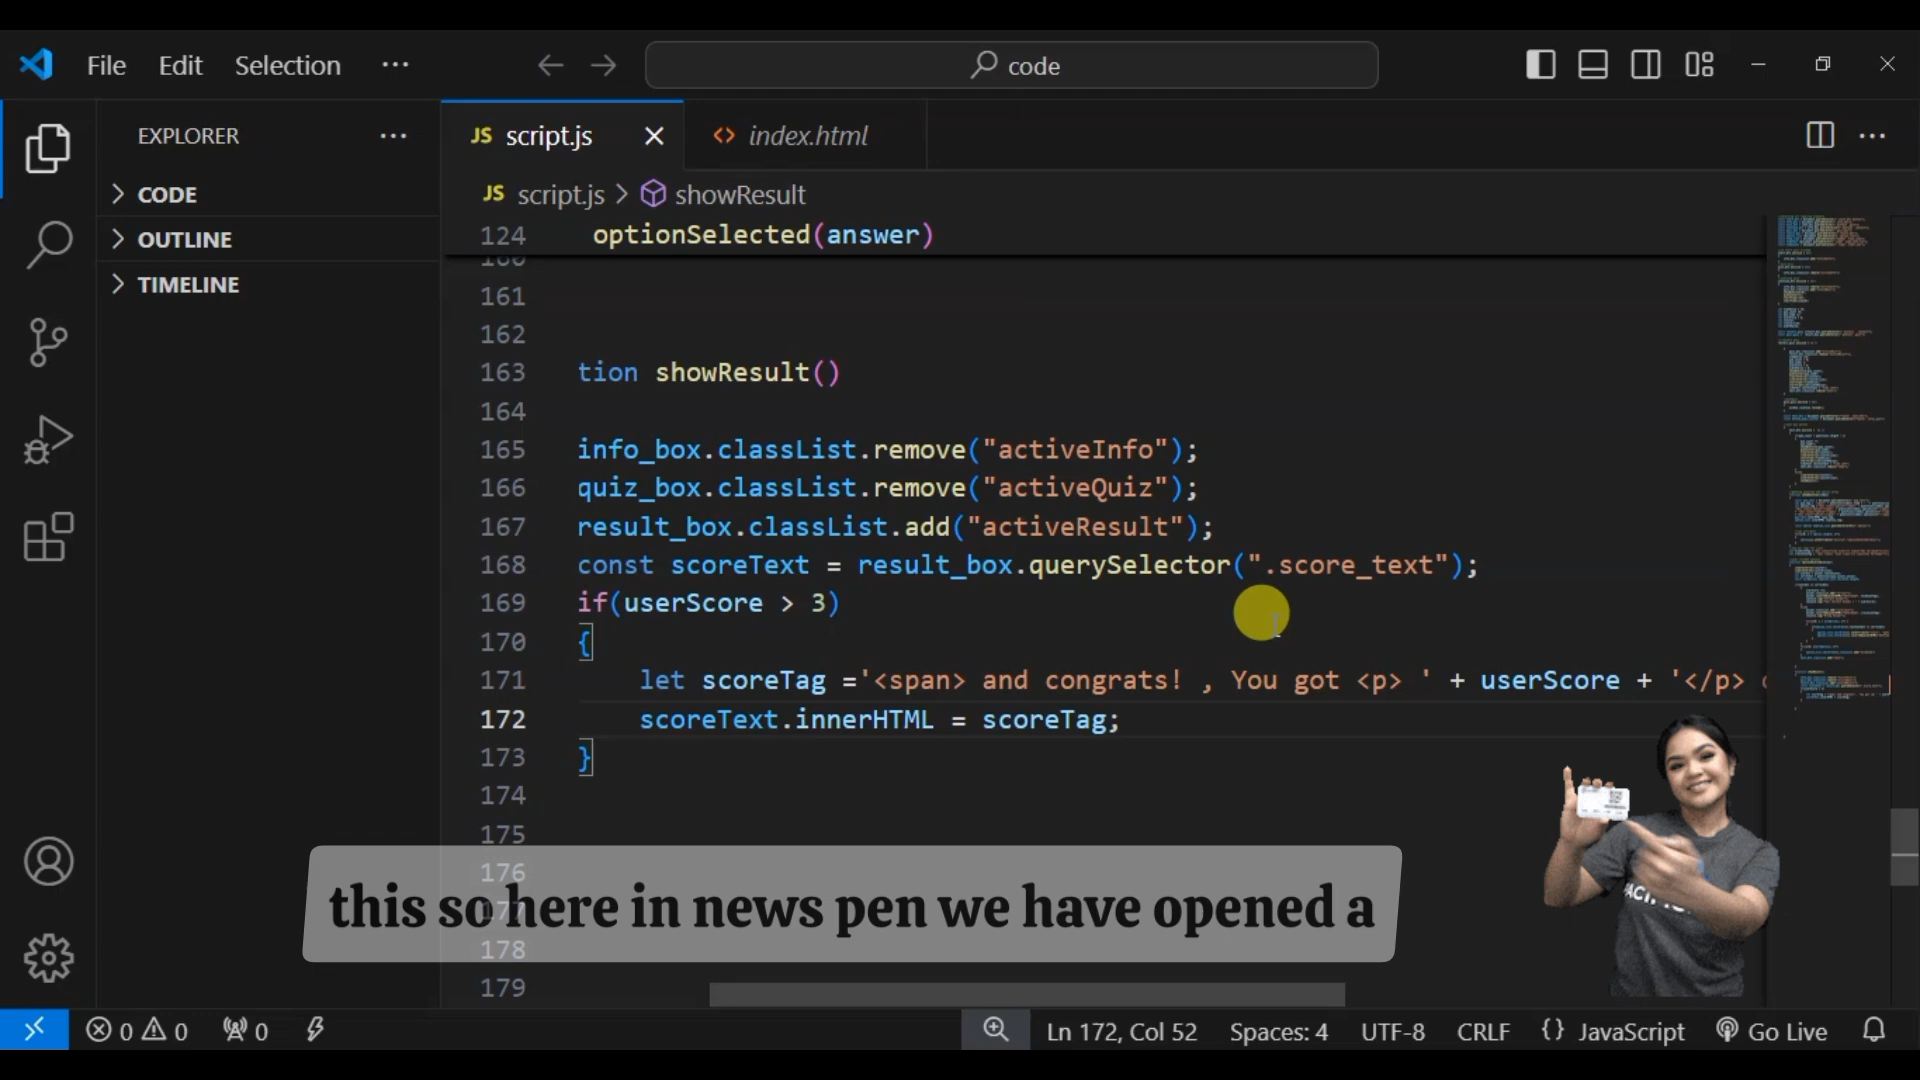 File Edit Selection ···
code
EXPLORER ···
JS script.js
<> index.html
CODE
OUTLINE
TIMELINE
JS script.js > showResult
124 optionSelected(answer)
160
161
162
163 tion showResult()
164
165 info_box.classList.remove("activeInfo");
166 quiz_box.classList.remove("activeQuiz");
167 result_box.classList.add("activeResult");
168 const scoreText = result_box.querySelector(".score_text");
169 if(userScore > 3)
170 {
171 let scoreTag ='<span> and congrats! , You got <p> ' + userScore + '</p>
172 scoreText.innerHTML = scoreTag;
173 }
174
175
176
this so here in news pen we have opened a
178
179
0 0 0 Ln 172, Col 52 Spaces: 4 UTF-8 CRLF {} JavaScript Go Live